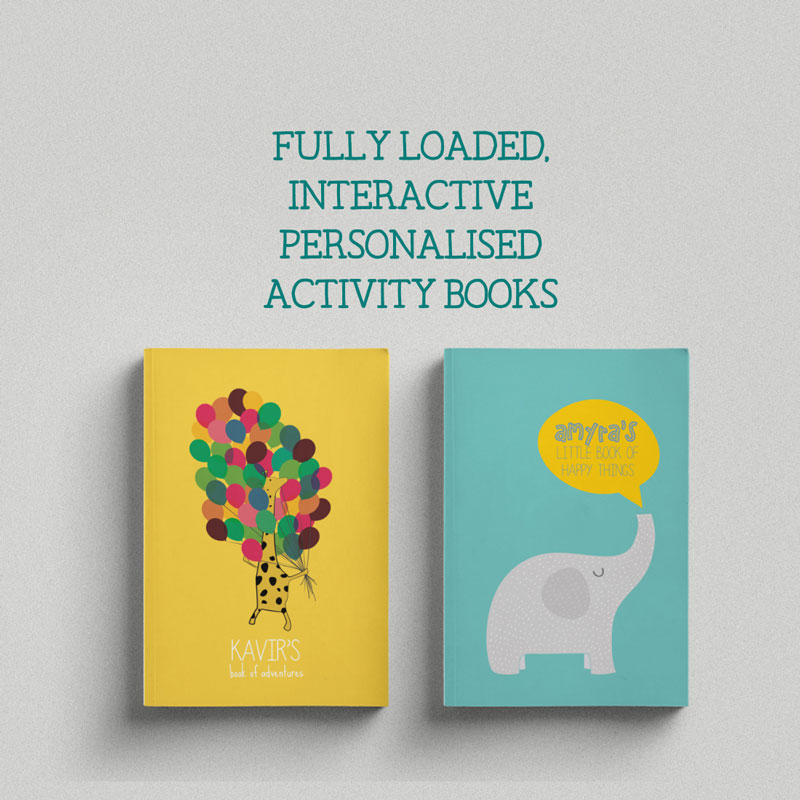 FULLY LOADED,
INTERACTIVE
PERSONALISED
ACTIVITY BOOKS
KAVIR'S
book of adventures
amyra's
LITTLE BOOK OF
HAPPY THINGS